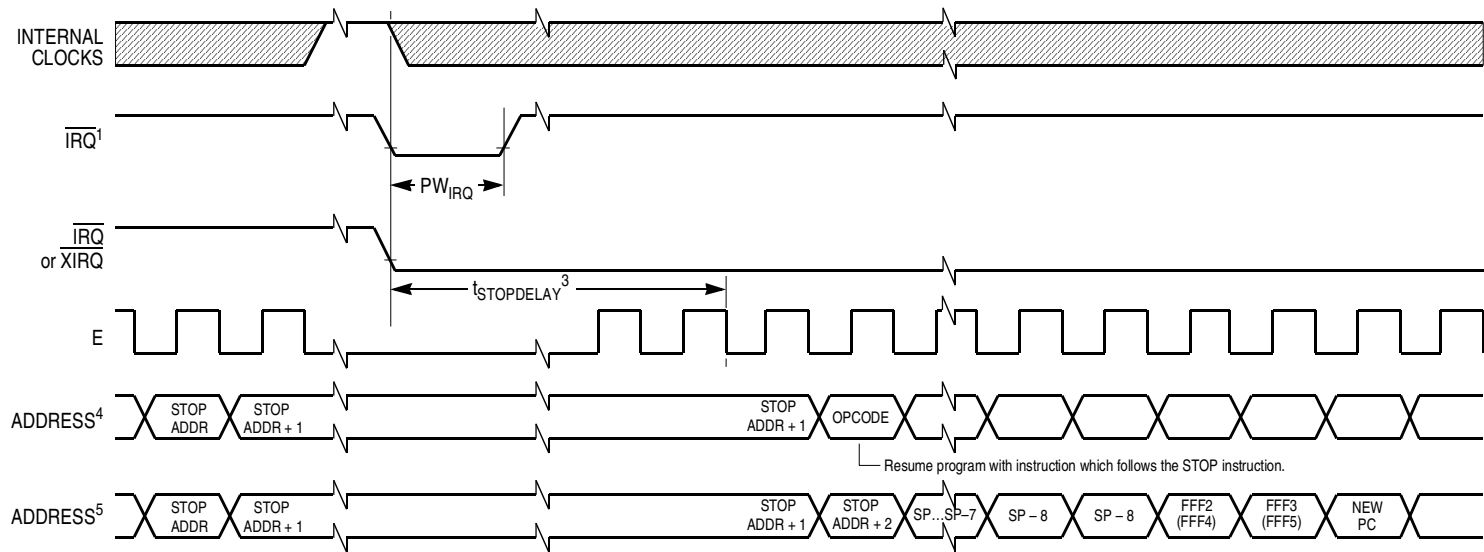 INTERNAL
CLOCKS
IRQ¹
PW_IRQ
IRQ
or XIRQ
t_STOPDELAY³
E
ADDRESS⁴
STOP
ADDR
STOP
ADDR + 1
STOP
ADDR + 1
OPCODE
Resume program with instruction which follows the STOP instruction.
ADDRESS⁵
STOP
ADDR
STOP
ADDR + 1
STOP
ADDR + 1
STOP
ADDR + 2
SP…SP–7
SP – 8
SP – 8
FFF2
(FFF4)
FFF3
(FFF5)
NEW
PC